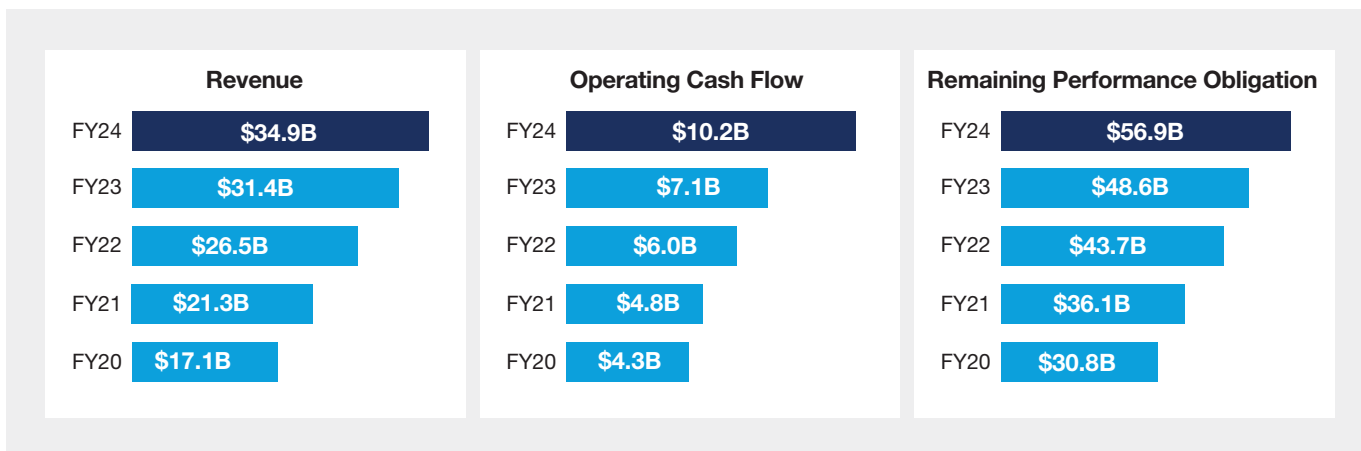 Revenue
FY24 $34.9B
FY23 $31.4B
FY22 $26.5B
FY21 $21.3B
FY20 $17.1B
Operating Cash Flow
FY24 $10.2B
FY23 $7.1B
FY22 $6.0B
FY21 $4.8B
FY20 $4.3B
Remaining Performance Obligation
FY24 $56.9B
FY23 $48.6B
FY22 $43.7B
FY21 $36.1B
FY20 $30.8B